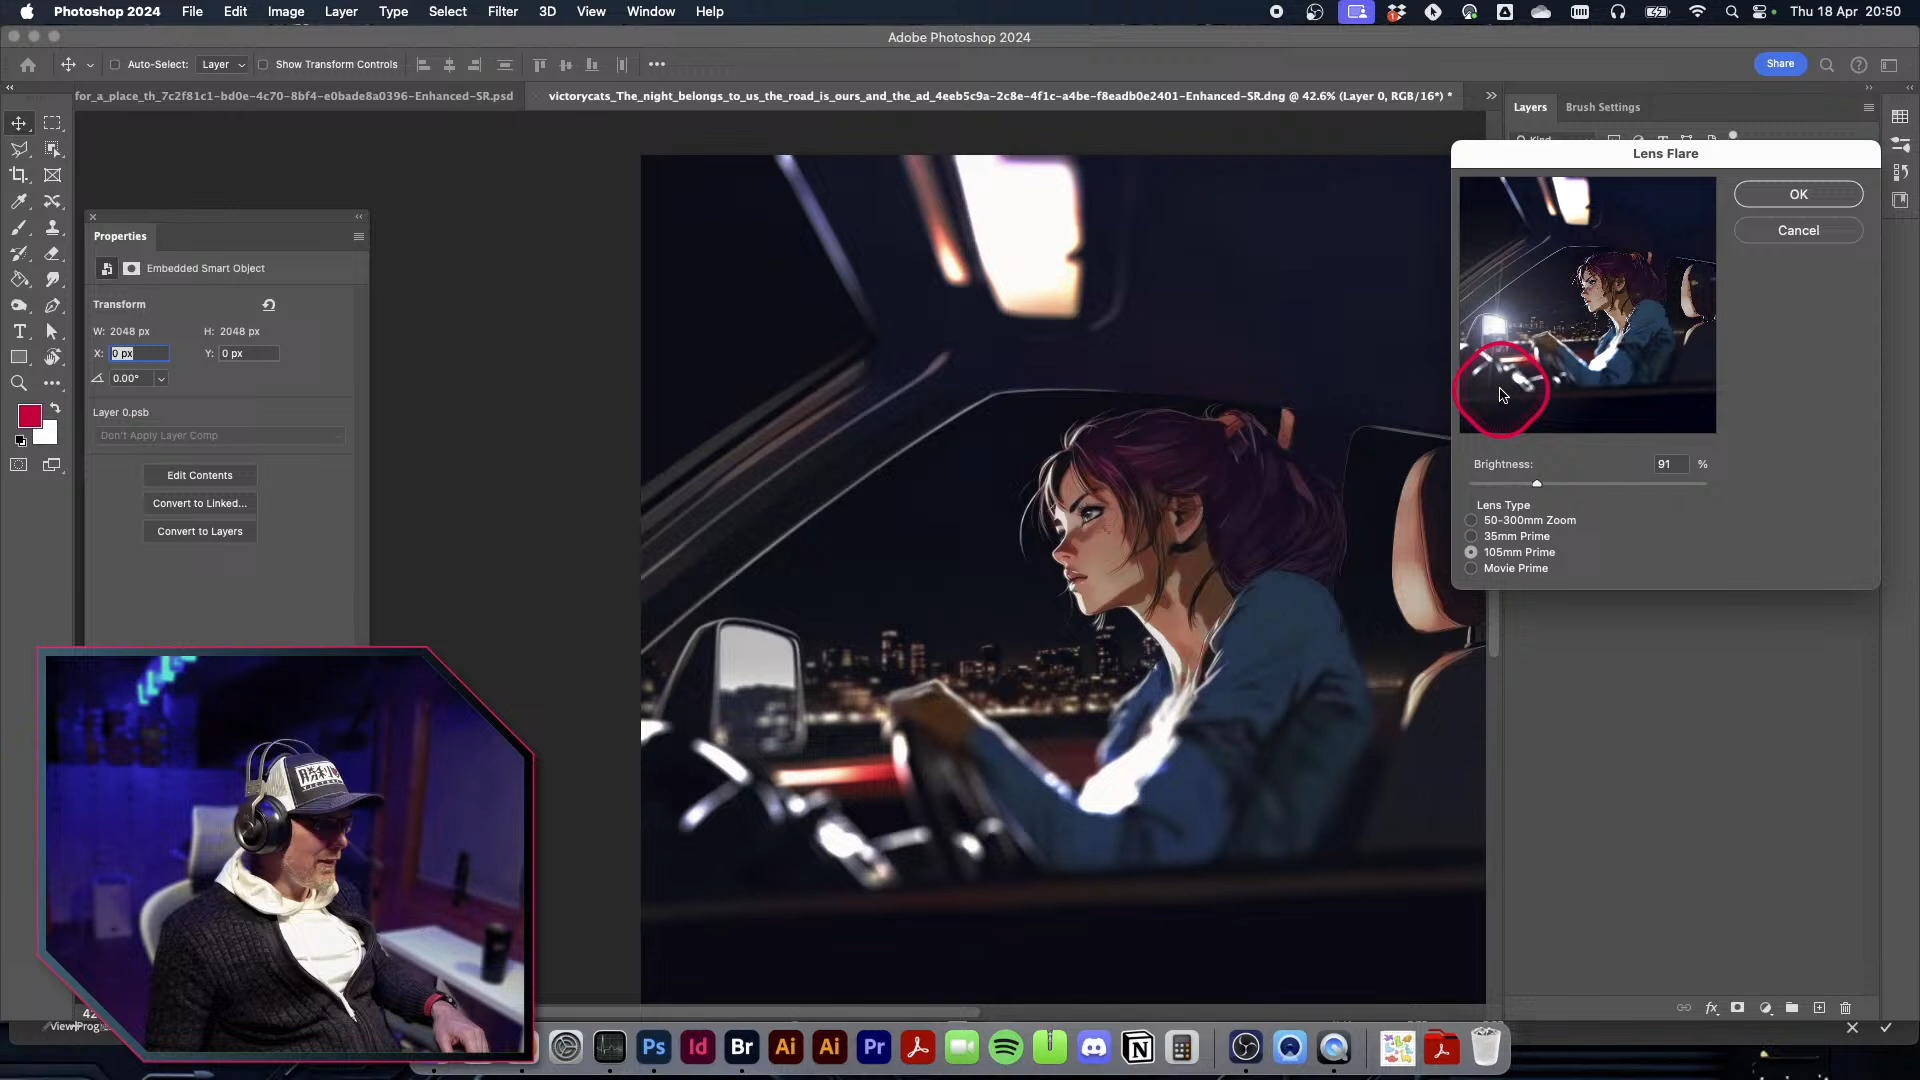 Photoshop 2024 File Edit Image Layer Type Select Filter 3D View Window Help Thu 18 Apr 20:50
Adobe Photoshop 2024
Auto-Select: Layer Show Transform Controls Share
for_a_place_th_7c2f81c1-bd0e-4c70-8bf4-e0bade8a0396-Enhanced-SR.psd
victorycats_The_night_belongs_to_us_the_road_is_ours_and_the_ad_4eeb5c9a-2c8e-4f1c-a4be-f8eadb0e2401-Enhanced-SR.dng @ 42.6% (Layer 0, RGB/16*) *
Layers Brush Settings
Kind
Lens Flare
OK
Cancel
Brightness: 91 %
Lens Type
50-300mm Zoom
35mm Prime
105mm Prime
Movie Prime
Properties
Embedded Smart Object
Transform
W: 2048 px H: 2048 px
X: 0 px Y: 0 px
0.00°
Layer 0.psb
Don't Apply Layer Comp
Edit Contents
Convert to Linked...
Convert to Layers
42
View Prog
Ps Id Br Ai Ai Pr